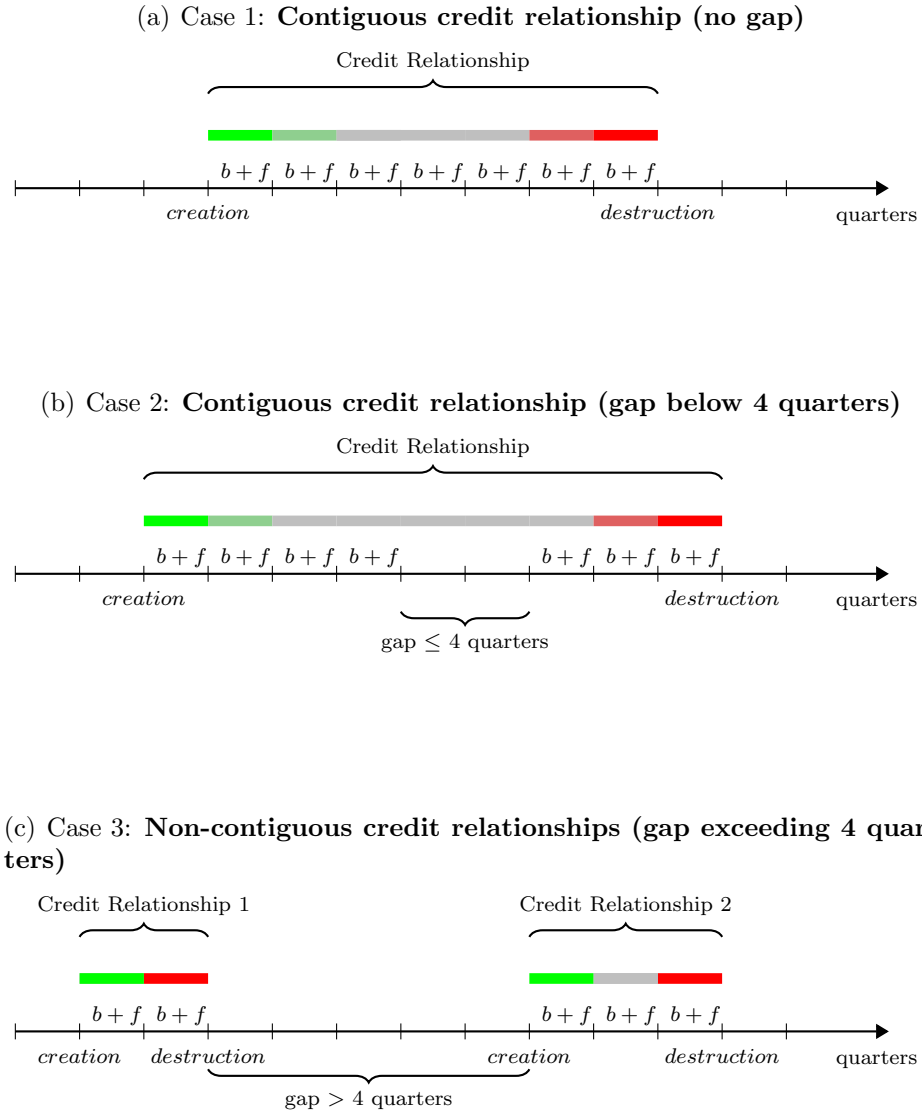 (a) Case 1: Contiguous credit relationship (no gap)
Credit Relationship
b + f b + f b + f b + f b + f b + f b + f
creation destruction quarters
(b) Case 2: Contiguous credit relationship (gap below 4 quarters)
Credit Relationship
b + f b + f b + f b + f b + f b + f b + f
creation destruction quarters
gap ≤ 4 quarters
(c) Case 3: Non-contiguous credit relationships (gap exceeding 4 quar
ters)
Credit Relationship 1 Credit Relationship 2
b + f b + f b + f b + f b + f
creation destruction creation destruction quarters
gap > 4 quarters